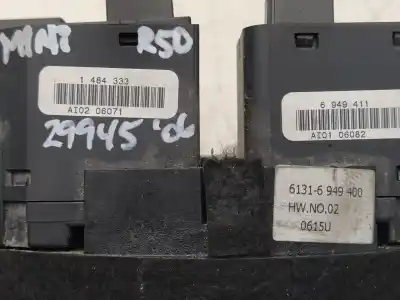 MINI R50
1 484 333
AI02 06071
29945 '06
6 949 411
AI01 06082
6131-6 949 400
HW.NO.02
0615U